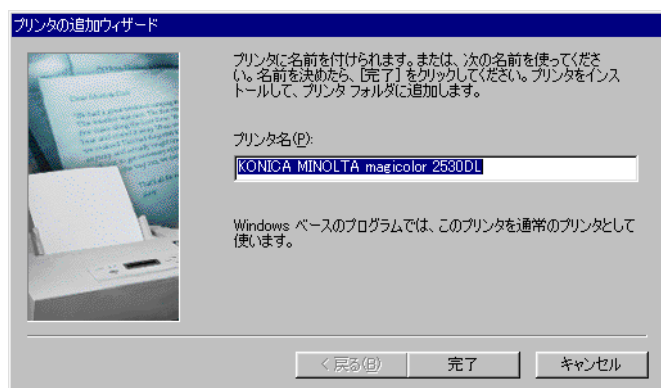 プリンタの追加ウィザード
プリンタに名前を付けられます。または、次の名前を使ってくださ
い。名前を決めたら、[完了] をクリックしてください。プリンタをインス
トールして、プリンタ フォルダに追加します。
プリンタ名(P):
KONICA MINOLTA magicolor 2530DL
Windows ベースのプログラムでは、このプリンタを通常のプリンタとして
使います。
< 戻る(B)
完了
キャンセル